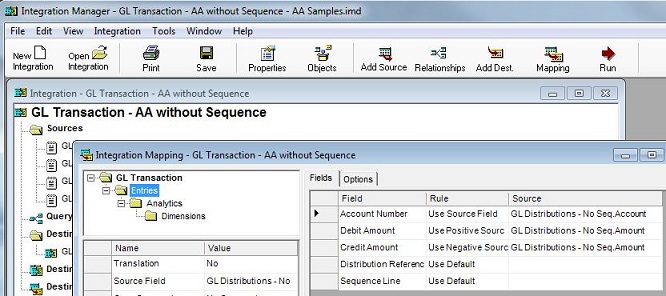 Integration Manager - GL Transaction - AA without Sequence - AA Samples.imd
File Edit View Integration Tools Window Help
New Integration
Open Integration
Print
Save
Properties
Objects
Add Source
Relationships
Add Dest.
Mapping
Run
Integration - GL Transaction - AA without Sequence
GL Transaction - AA without Sequence
Sources
GL
GL
GL
GL
Query
Destin
GL
Destin
Destin
Integration Mapping - GL Transaction - AA without Sequence
GL Transaction
Entries
Analytics
Dimensions
Name Value
Translation No
Source Field GL Distributions - No
Fields Options
Field Rule Source
Account Number Use Source Field GL Distributions - No Seq.Account
Debit Amount Use Positive Sourc GL Distributions - No Seq.Amount
Credit Amount Use Negative Sourc GL Distributions - No Seq.Amount
Distribution Referenc Use Default
Sequence Line Use Default